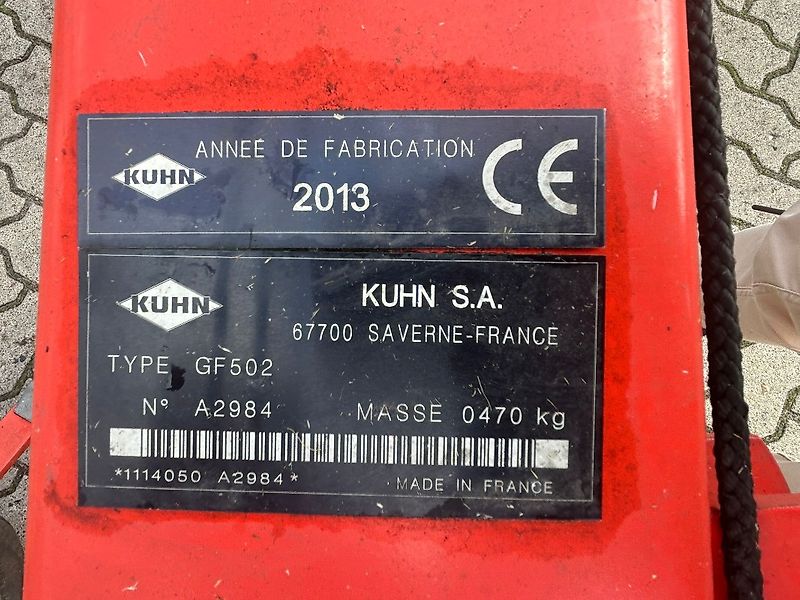 ANNEE DE FABRICATION
KUHN
2013
CE
KUHN
KUHN S.A.
67700 SAVERNE-FRANCE
TYPE GF502
N° A2984 MASSE 0470 kg
*1114050 A2984*
MADE IN FRANCE